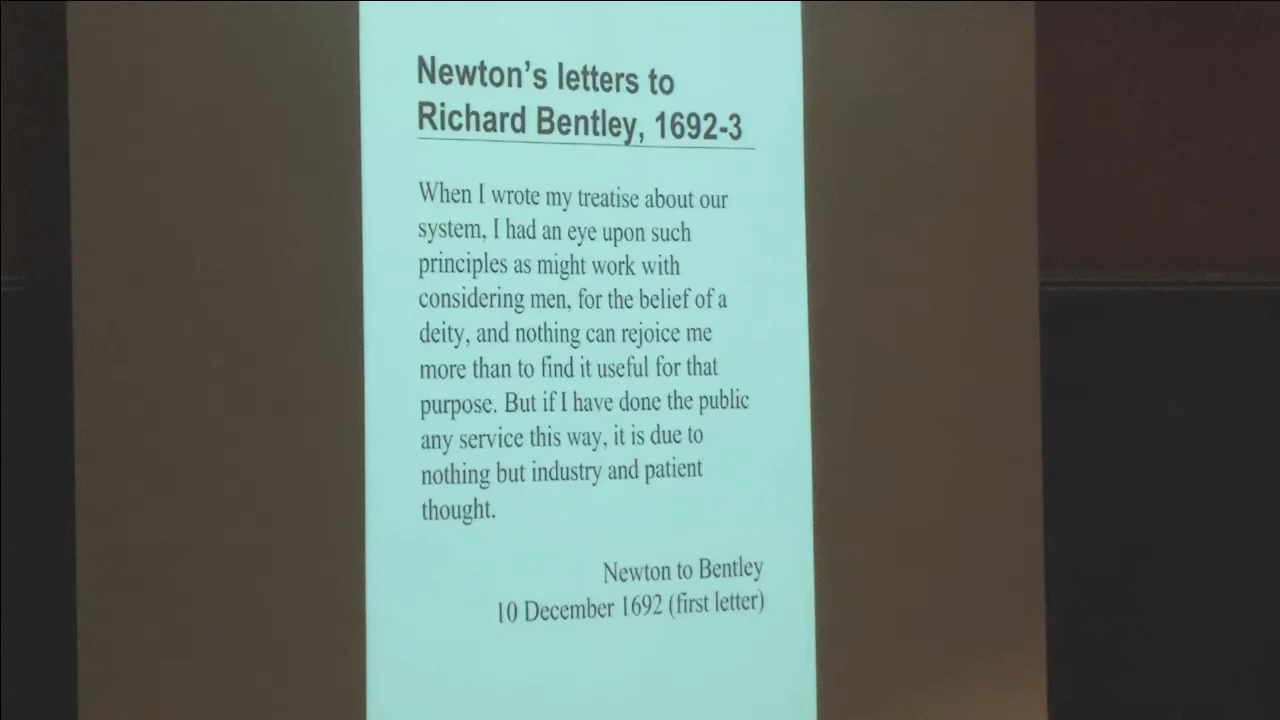 Newton's letters to
Richard Bentley, 1692-3
When I wrote my treatise about our
system, I had an eye upon such
principles as might work with
considering men, for the belief of a
deity, and nothing can rejoice me
more than to find it useful for that
purpose. But if I have done the public
any service this way, it is due to
nothing but industry and patient
thought.
Newton to Bentley
10 December 1692 (first letter)